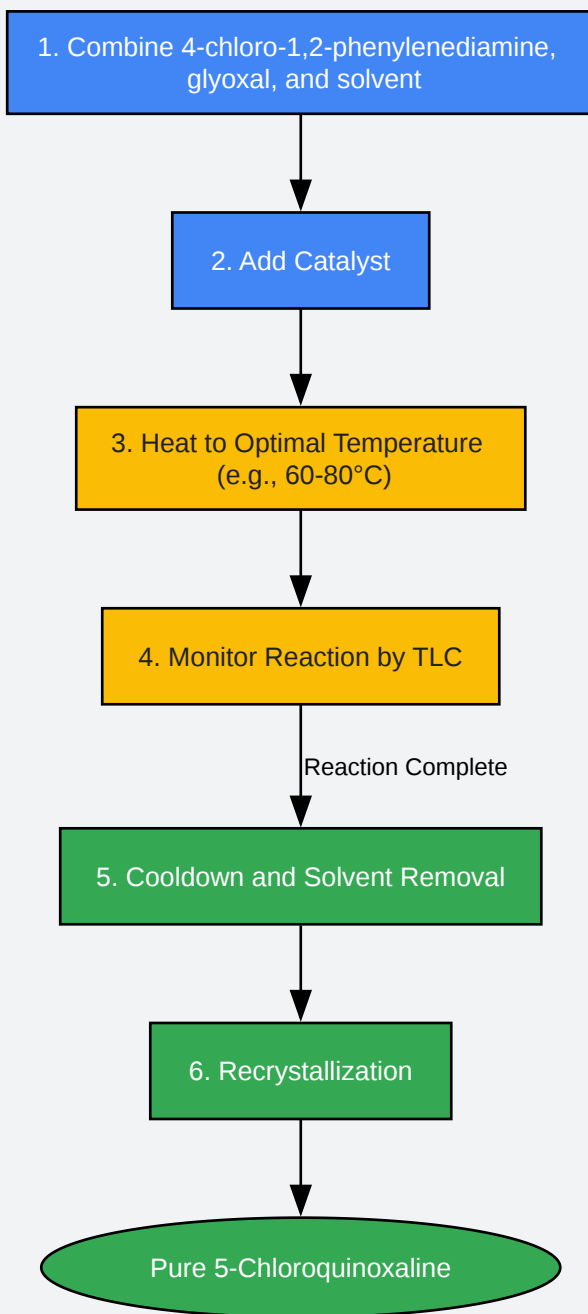 1. Combine 4-chloro-1,2-phenylenediamine,
glyoxal, and solvent
2. Add Catalyst
3. Heat to Optimal Temperature
(e.g., 60-80°C)
4. Monitor Reaction by TLC
Reaction Complete
5. Cooldown and Solvent Removal
6. Recrystallization
Pure 5-Chloroquinoxaline